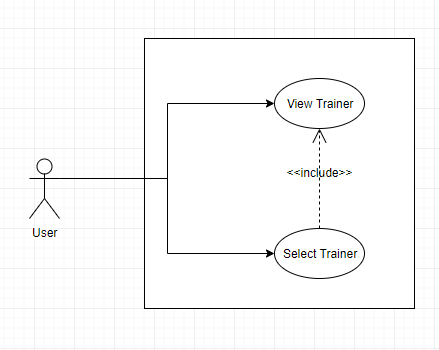 View Trainer
<<include>>
User
Select Trainer